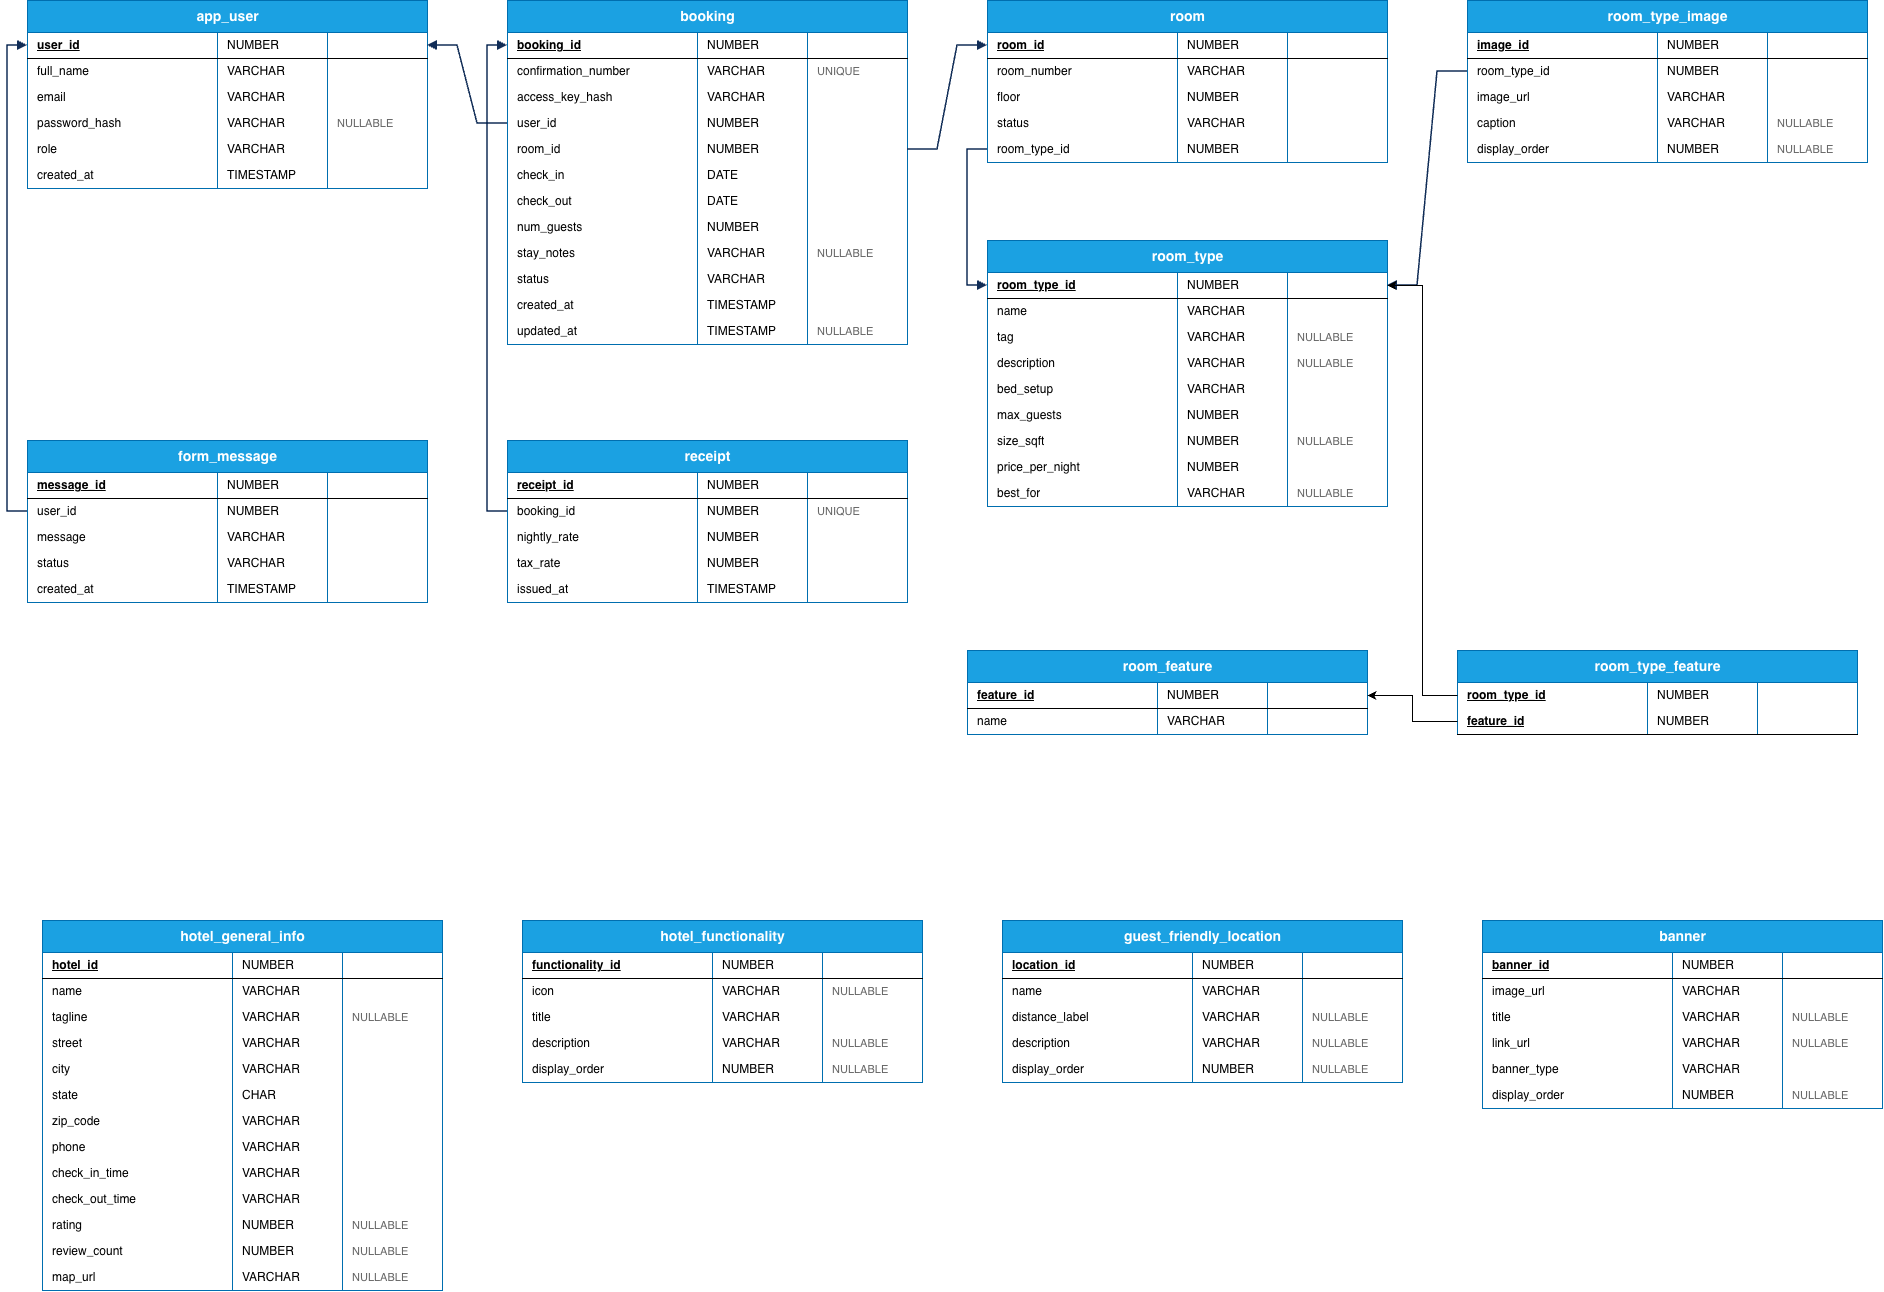 app_user
user_id NUMBER
full_name VARCHAR
email VARCHAR
password_hash VARCHAR NULLABLE
role VARCHAR
created_at TIMESTAMP
booking
booking_id NUMBER
confirmation_number VARCHAR UNIQUE
access_key_hash VARCHAR
user_id NUMBER
room_id NUMBER
check_in DATE
check_out DATE
num_guests NUMBER
stay_notes VARCHAR NULLABLE
status VARCHAR
created_at TIMESTAMP
updated_at TIMESTAMP NULLABLE
room
room_id NUMBER
room_number VARCHAR
floor NUMBER
status VARCHAR
room_type_id NUMBER
room_type_image
image_id NUMBER
room_type_id NUMBER
image_url VARCHAR
caption VARCHAR NULLABLE
display_order NUMBER NULLABLE
room_type
room_type_id NUMBER
name VARCHAR
tag VARCHAR NULLABLE
description VARCHAR NULLABLE
bed_setup VARCHAR
max_guests NUMBER
size_sqft NUMBER NULLABLE
price_per_night NUMBER
best_for VARCHAR NULLABLE
form_message
message_id NUMBER
user_id NUMBER
message VARCHAR
status VARCHAR
created_at TIMESTAMP
receipt
receipt_id NUMBER
booking_id NUMBER UNIQUE
nightly_rate NUMBER
tax_rate NUMBER
issued_at TIMESTAMP
room_feature
feature_id NUMBER
name VARCHAR
room_type_feature
room_type_id NUMBER
feature_id NUMBER
hotel_general_info
hotel_id NUMBER
name VARCHAR
tagline VARCHAR NULLABLE
street VARCHAR
city VARCHAR
state CHAR
zip_code VARCHAR
phone VARCHAR
check_in_time VARCHAR
check_out_time VARCHAR
rating NUMBER NULLABLE
review_count NUMBER NULLABLE
map_url VARCHAR NULLABLE
hotel_functionality
functionality_id NUMBER
icon VARCHAR NULLABLE
title VARCHAR
description VARCHAR NULLABLE
display_order NUMBER NULLABLE
guest_friendly_location
location_id NUMBER
name VARCHAR
distance_label VARCHAR NULLABLE
description VARCHAR NULLABLE
display_order NUMBER NULLABLE
banner
banner_id NUMBER
image_url VARCHAR
title VARCHAR NULLABLE
link_url VARCHAR NULLABLE
banner_type VARCHAR
display_order NUMBER NULLABLE